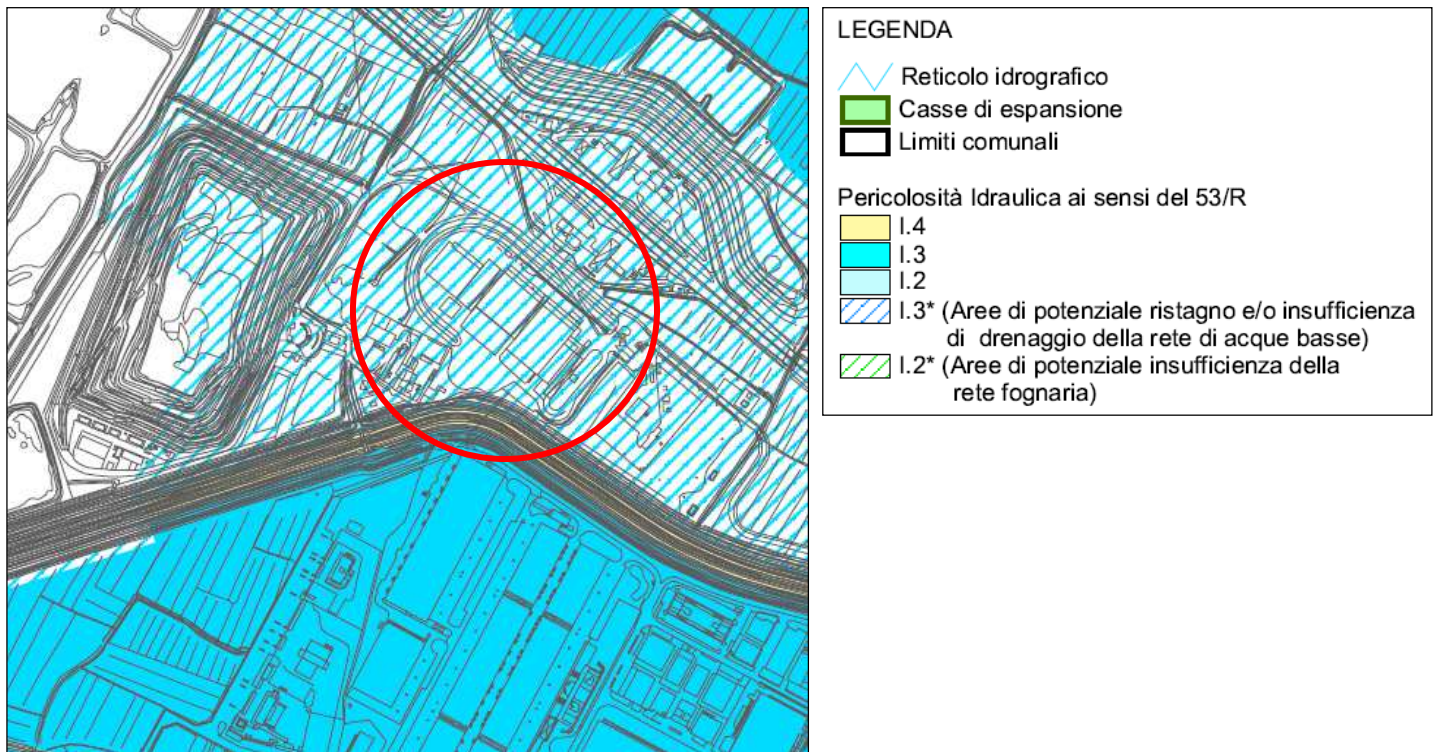 LEGENDA
Reticolo idrografico
Casse di espansione
Limiti comunali
Pericolosità Idraulica ai sensi del 53/R
I.4
I.3
I.2
I.3* (Aree di potenziale ristagno e/o insufficienza
di drenaggio della rete di acque basse)
I.2* (Aree di potenziale insufficienza della
rete fognaria)